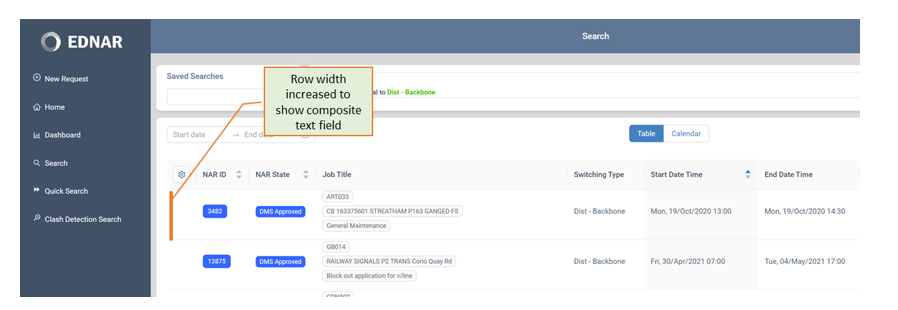 EDNAR
Search
New Request
Home
Dashboard
Search
Quick Search
Clash Detection Search
Saved Searches
al to Dist - Backbone
Row width
increased to
show composite
text field
Start date → End
Table Calendar
NAR ID NAR State Job Title Switching Type Start Date Time End Date Time
ART033
3482 DMS Approved CB 163375601 STREATHAM P163 GANGED FS Dist - Backbone Mon, 19/Oct/2020 13:00 Mon, 19/Oct/2020 14:30
General Maintenance
GB014
13875 DMS Approved RAILWAY SIGNALS P2 TRANS Corio Quay Rd Dist - Backbone Fri, 30/Apr/2021 07:00 Tue, 04/May/2021 17:00
Block out application for v/line